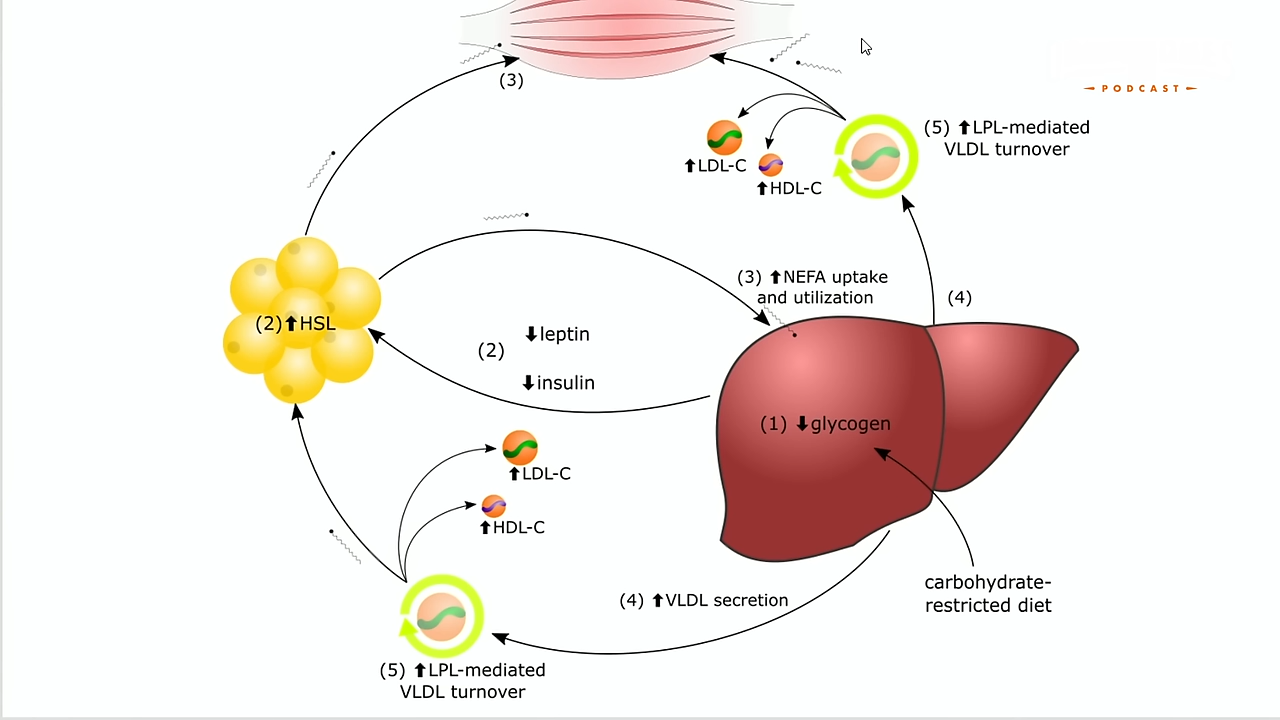 (3)
PODCAST
(5) ⬆LPL-mediated
VLDL turnover
⬆LDL-C
⬆HDL-C
(3) ⬆NEFA uptake
and utilization
(4)
(2)⬆HSL
(2)
⬇leptin
⬇insulin
(1) ⬇glycogen
⬆LDL-C
⬆HDL-C
carbohydrate-
restricted diet
(4) ⬆VLDL secretion
(5) ⬆LPL-mediated
VLDL turnover